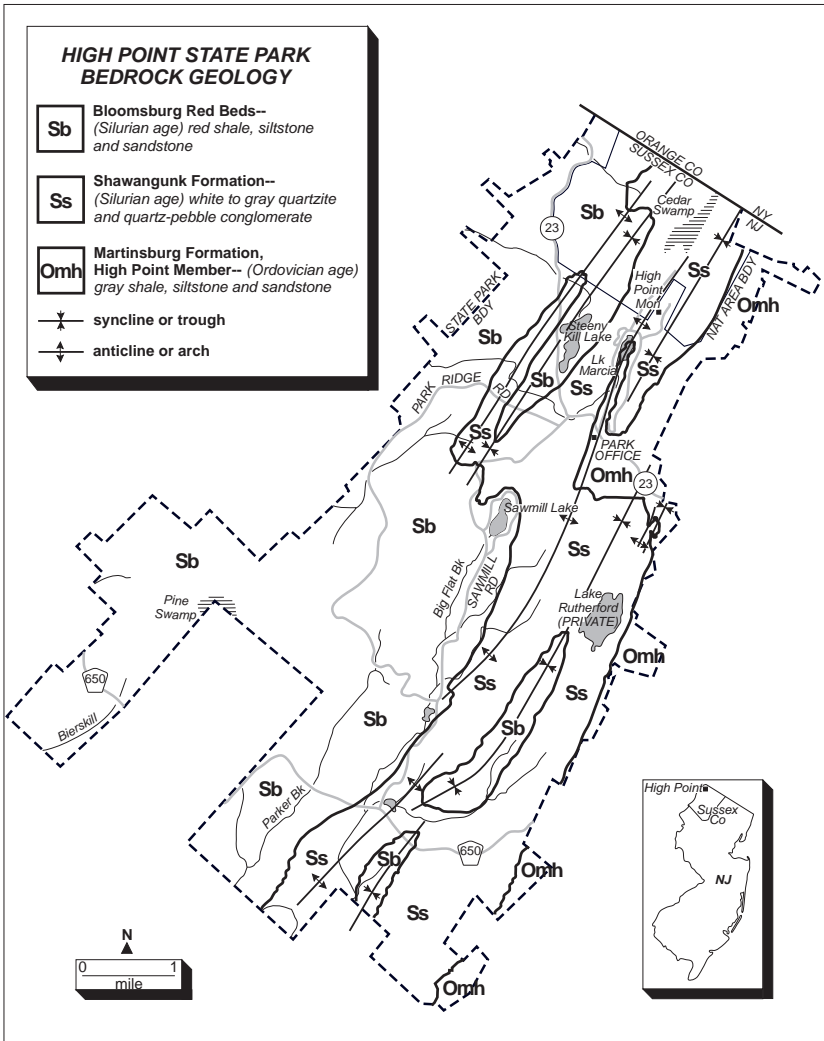 HIGH POINT STATE PARK
BEDROCK GEOLOGY
Sb
Bloomsburg Red Beds--
(Silurian age) red shale, siltstone
and sandstone
Ss
Shawangunk Formation--
(Silurian age) white to gray quartzite
and quartz-pebble conglomerate
Omh
Martinsburg Formation,
High Point Member-- (Ordovician age)
gray shale, siltstone and sandstone
syncline or trough
anticline or arch
ORANGE CO
SUSSEX CO
NY
NJ
Cedar
Swamp
Sb
23
Ss
High
Point
Mon
NAT AREA BDY
Omh
STATE PARK
BDY
Sb
Steeny
Kill Lake
Lk
Marcia
Ss
Sb
Ss
PARK RIDGE RD
Ss
PARK
OFFICE
Omh
23
Sawmill Lake
Sb
Ss
Big Flat Bk
SAWMILL
RD
Sb
Pine
Swamp
Lake
Rutherford
(PRIVATE)
Omh
650
Bierskill
Ss
Ss
Sb
Sb
Sb
Parker Bk
650
Ss
Sb
Omh
Ss
Omh
N
0 1
mile
High Point
Sussex
Co
NJ